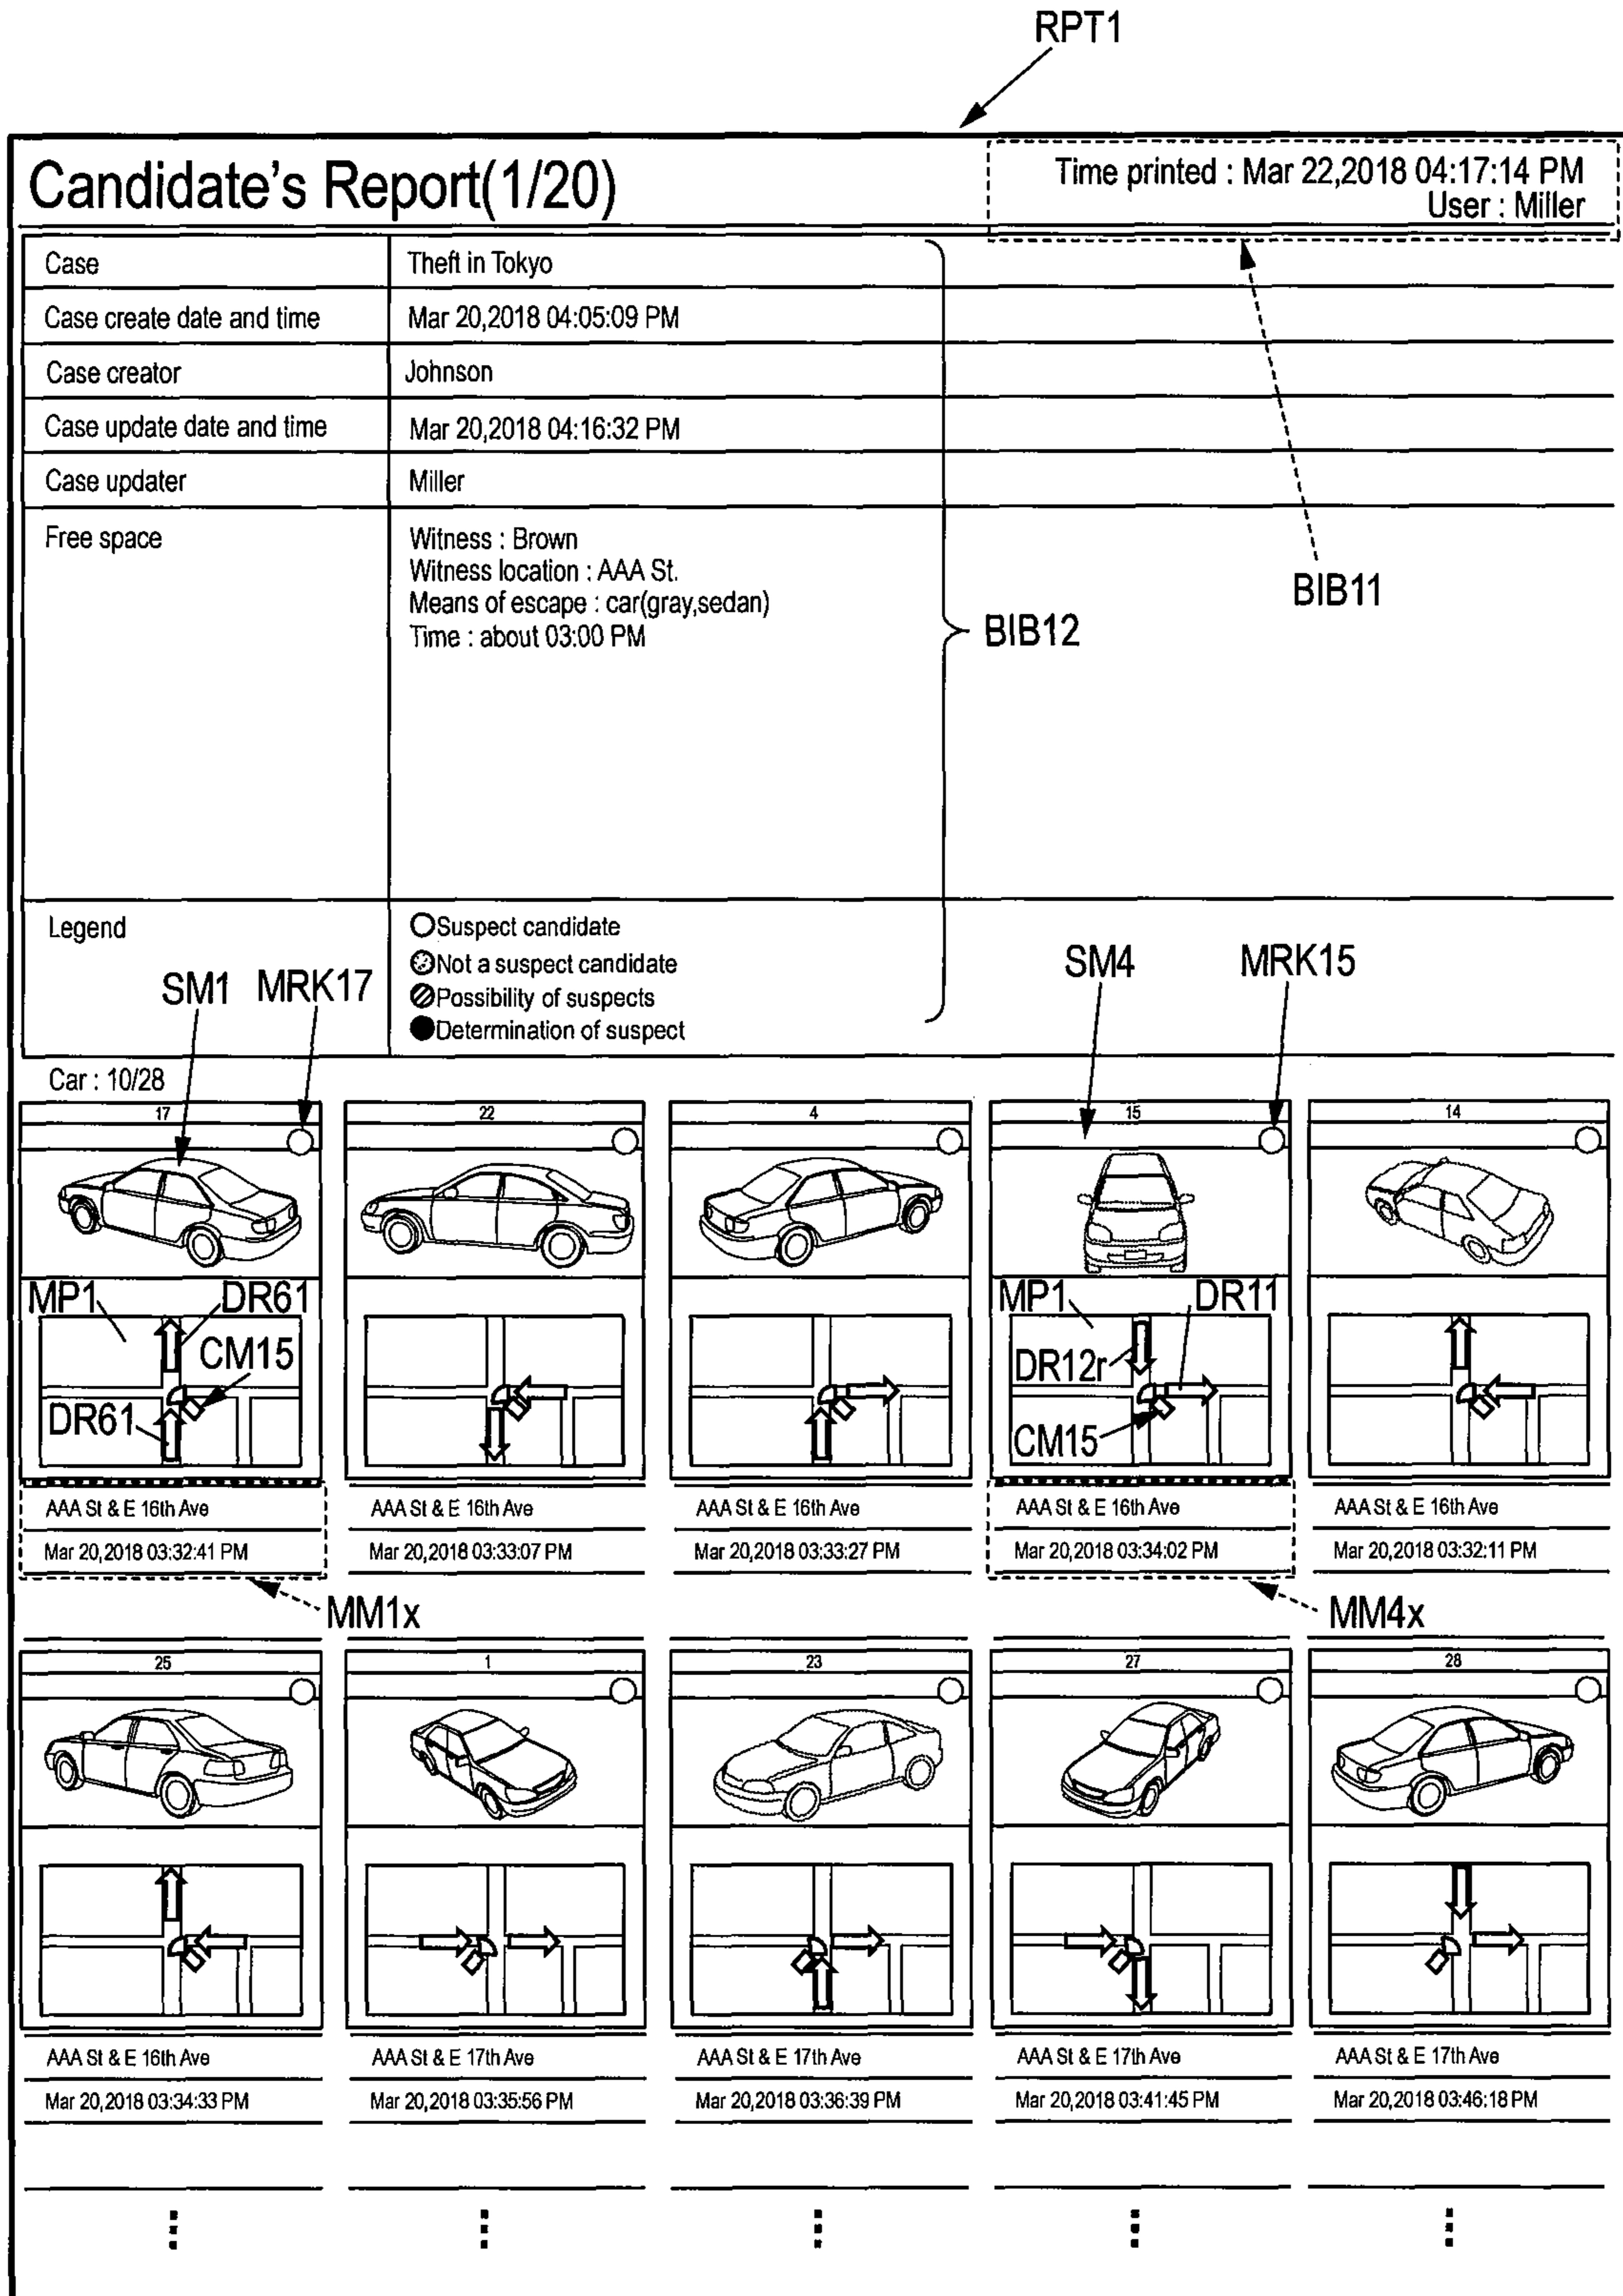 RPT1
Candidate's Report(1/20)
Time printed : Mar 22,2018 04:17:14 PM
User : Miller
Case
Theft in Tokyo
Case create date and time
Mar 20,2018 04:05:09 PM
Case creator
Johnson
Case update date and time
Mar 20,2018 04:16:32 PM
Case updater
Miller
Free space
Witness : Brown
Witness location : AAA St.
Means of escape : car(gray,sedan)
Time : about 03:00 PM
BIB12
BIB11
Legend
Suspect candidate
Not a suspect candidate
Possibility of suspects
Determination of suspect
SM1
MRK17
SM4
MRK15
Car : 10/28
17
22
4
15
14
MP1
DR61
CM15
DR61
MP1
DR11
DR12r
CM15
AAA St & E 16th Ave
AAA St & E 16th Ave
AAA St & E 16th Ave
AAA St & E 16th Ave
AAA St & E 16th Ave
Mar 20,2018 03:32:41 PM
Mar 20,2018 03:33:07 PM
Mar 20,2018 03:33:27 PM
Mar 20,2018 03:34:02 PM
Mar 20,2018 03:32:11 PM
MM1x
MM4x
25
1
23
27
28
AAA St & E 16th Ave
AAA St & E 17th Ave
AAA St & E 17th Ave
AAA St & E 17th Ave
AAA St & E 17th Ave
Mar 20,2018 03:34:33 PM
Mar 20,2018 03:35:56 PM
Mar 20,2018 03:36:39 PM
Mar 20,2018 03:41:45 PM
Mar 20,2018 03:46:18 PM